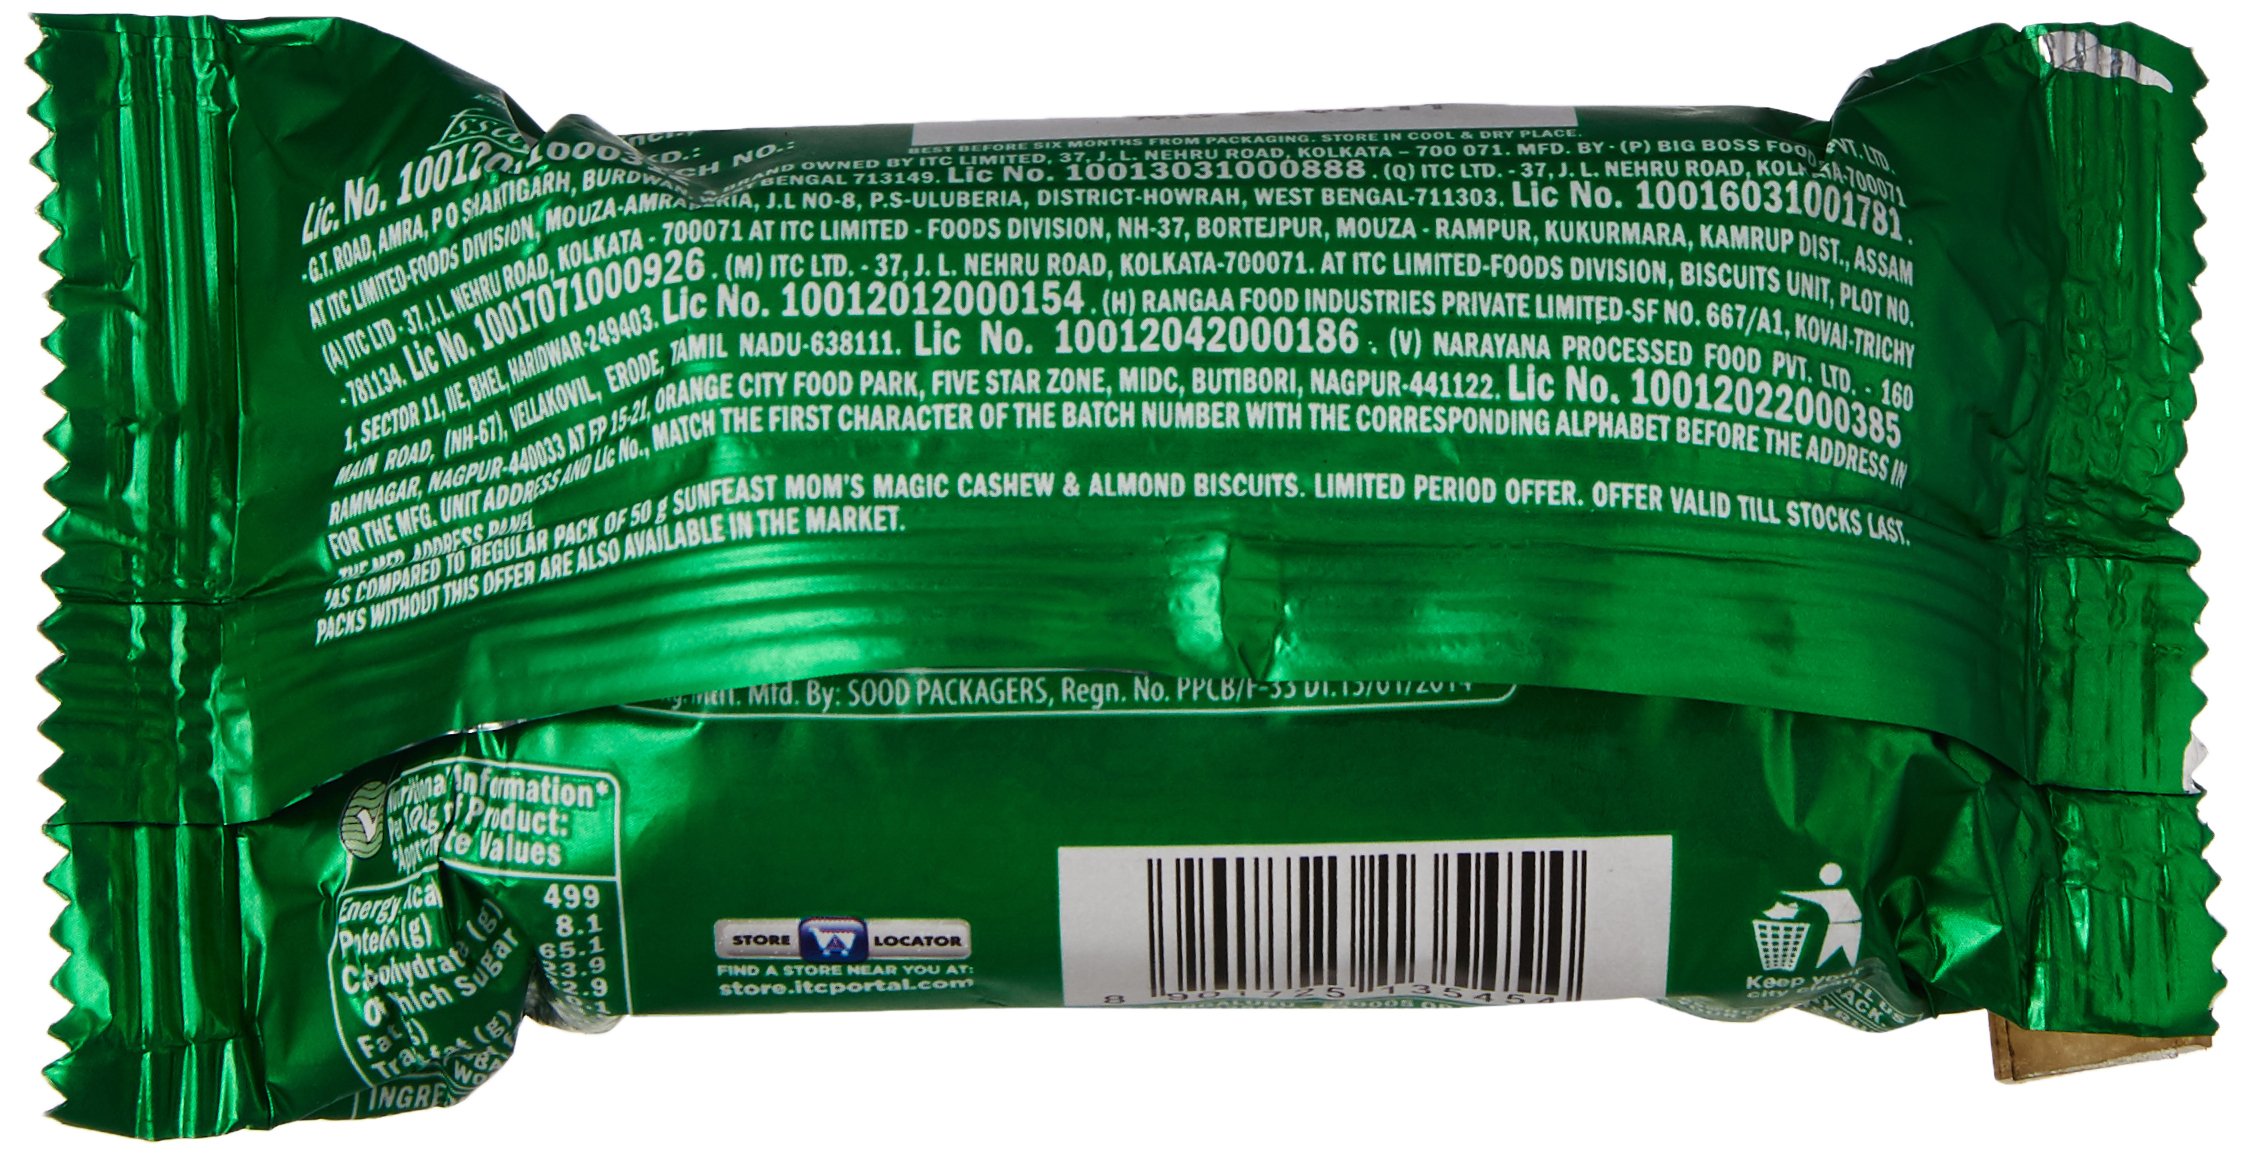 BEST BEFORE SIX MONTHS FROM PACKAGING. STORE IN COOL & DRY PLACE.
CH NO.:
OWNED BY ITC LIMITED, 37, J. L. NEHRU ROAD, KOLKATA – 700 071. MFD. BY - (P) BIG BOSS FOOD PVT. LTD.
- G.T. ROAD, AMRA, P O SHAKTIGARH, BURDWAN BENGAL 713149. Lic No. 10013031000888 . (Q) ITC LTD. - 37, J. L. NEHRU ROAD, KOLKATA-700071
AT ITC LIMITED-FOODS DIVISION, MOUZA-AMRABERIA, J.L NO-8, P.S-ULUBERIA, DISTRICT-HOWRAH, WEST BENGAL-711303. Lic No. 10016031001781 .
(A) ITC LTD - 37, J. L. NEHRU ROAD, KOLKATA - 700071 AT ITC LIMITED - FOODS DIVISION, NH-37, BORTEJPUR, MOUZA - RAMPUR, KUKURMARA, KAMRUP DIST., ASSAM
- 781134. Lic No. 10017071000926 . (M) ITC LTD. - 37, J. L. NEHRU ROAD, KOLKATA-700071. AT ITC LIMITED-FOODS DIVISION, BISCUITS UNIT, PLOT NO.
1, SECTOR 11, IIE, BHEL, HARIDWAR-249403. Lic No. 10012012000154 . (H) RANGAA FOOD INDUSTRIES PRIVATE LIMITED-SF NO. 667/A1, KOVAI-TRICHY
MAIN ROAD, (NH-67), VELLAKOVIL, ERODE, TAMIL NADU-638111. Lic No. 10012042000186 . (V) NARAYANA PROCESSED FOOD PVT. LTD. - 160
RAMNAGAR, NAGPUR-440033 AT FP 15-21, ORANGE CITY FOOD PARK, FIVE STAR ZONE, MIDC, BUTIBORI, NAGPUR-441122. Lic No. 10012022000385
FOR THE MFG. UNIT ADDRESS AND Lic No., MATCH THE FIRST CHARACTER OF THE BATCH NUMBER WITH THE CORRESPONDING ALPHABET BEFORE THE ADDRESS IN
THE MFD. ADDRESS PANEL
*AS COMPARED TO REGULAR PACK OF 50 g SUNFEAST MOM'S MAGIC CASHEW & ALMOND BISCUITS. LIMITED PERIOD OFFER. OFFER VALID TILL STOCKS LAST.
PACKS WITHOUT THIS OFFER ARE ALSO AVAILABLE IN THE MARKET.
Mfd. By: SOOD PACKAGERS, Regn. No. PPCB/F-33 DT.15/01/2014
Nutritional Information*
Product:
Values
Energy 499
Protein (g) 8.1
(g) 65.1
Sugar
Fat
STORE LOCATOR
FIND A STORE NEAR YOU AT:
store.itcportal.com
8 901725 135454
Keep your
city